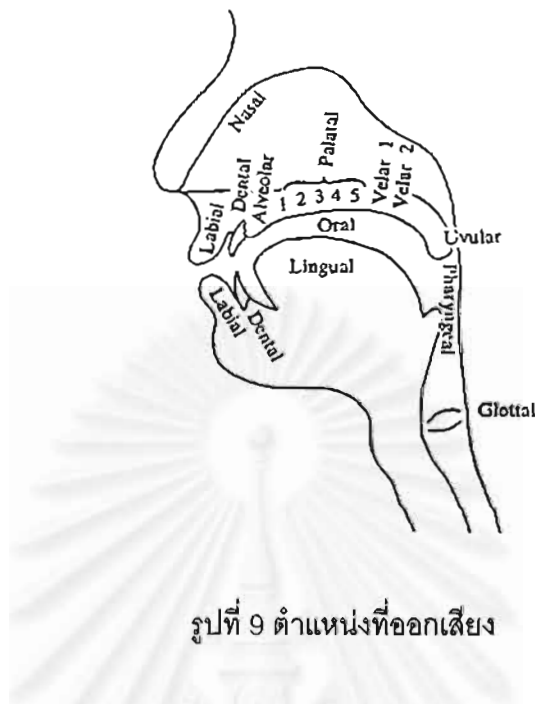 Nasal
Palatal
Velar 1
Velar 2
Labial
Dental
Alveolar
1 2 3 4 5
Oral
Uvular
Lingual
Pharyngeal
Labial
Dental
Glottal
รูปที่ 9 ตำแหน่งที่ออกเสียง